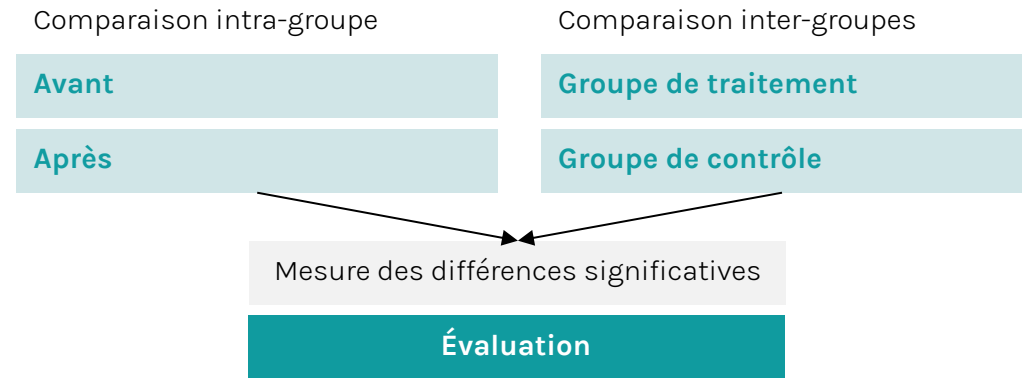 Comparaison intra-groupe
Avant
Après
Comparaison inter-groupes
Groupe de traitement
Groupe de contrôle
Mesure des différences significatives
Évaluation